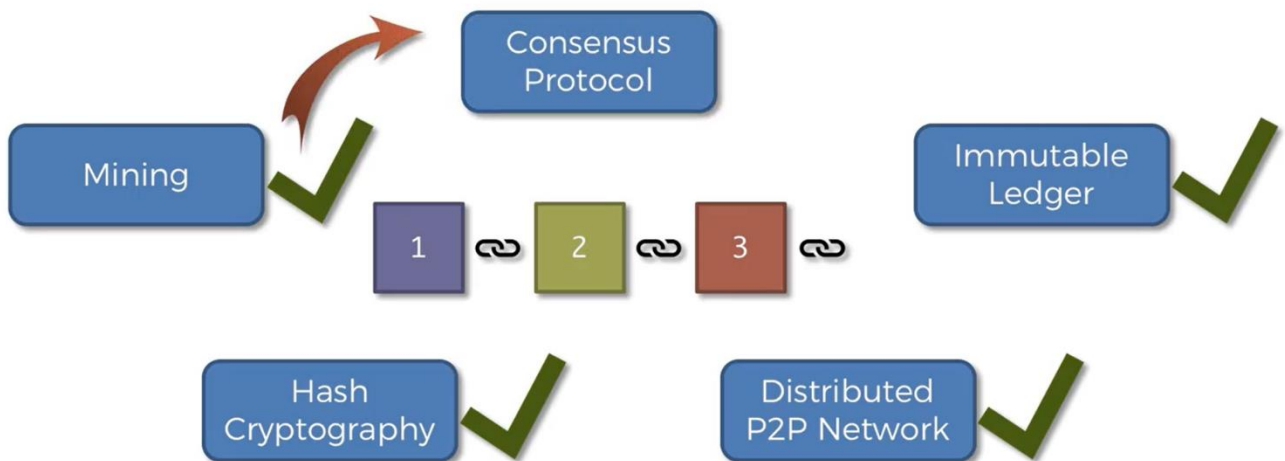 Consensus
Protocol
Mining
Immutable
Ledger
1
2
3
Hash
Cryptography
Distributed
P2P Network